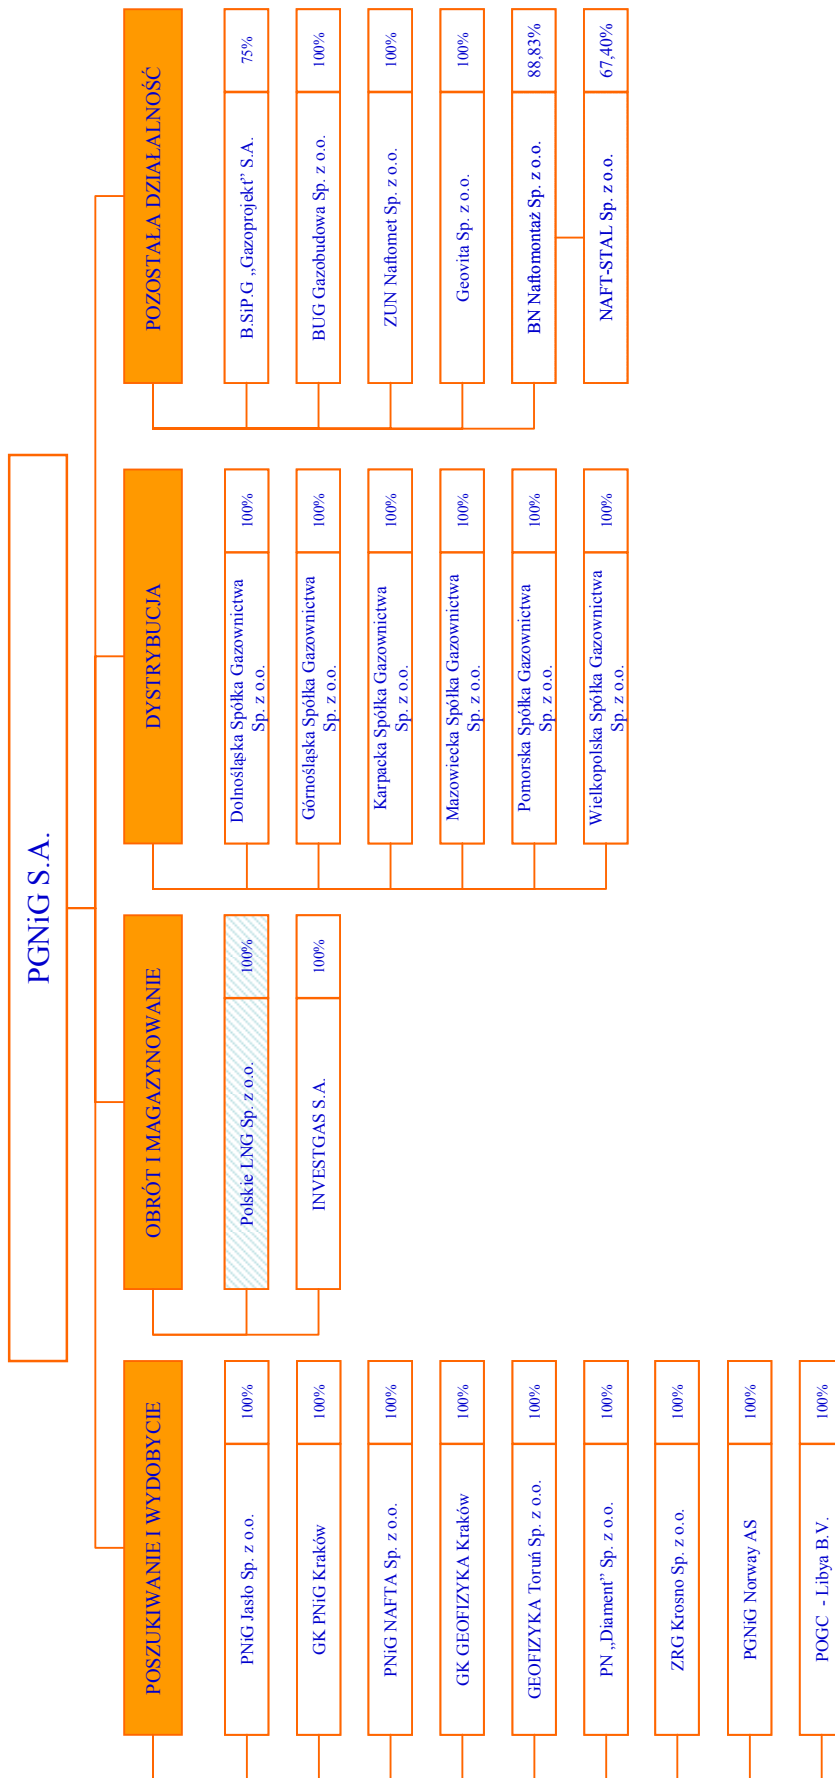 PGNiG S.A.
POSZUKIWANIE I WYDOBYCIE
PNiG Jasło Sp. z o.o.
100%
GK PNiG Kraków
100%
PNiG NAFTA Sp. z o.o.
100%
GK GEOFIZYKA Kraków
100%
GEOFIZYKA Toruń Sp. z o.o.
100%
PN „Diament” Sp. z o.o.
100%
ZRG Krosno Sp. z o.o.
100%
PGNiG Norway AS
100%
POGC - Libya B.V.
100%
OBRÓT I MAGAZYNOWANIE
Polskie LNG Sp. z o.o.
100%
INVESTGAS S.A.
100%
DYSTRYBUCJA
Dolnośląska Spółka Gazownictwa
Sp. z o.o.
100%
Górnośląska Spółka Gazownictwa
Sp. z o.o.
100%
Karpacka Spółka Gazownictwa
Sp. z o.o.
100%
Mazowiecka Spółka Gazownictwa
Sp. z o.o.
100%
Pomorska Spółka Gazownictwa
Sp. z o.o.
100%
Wielkopolska Spółka Gazownictwa
Sp. z o.o.
100%
POZOSTAŁA DZIAŁALNOŚĆ
B.SiP.G „Gazoprojekt” S.A.
75%
BUG Gazobudowa Sp. z o.o.
100%
ZUN Naftomet Sp. z o.o.
100%
Geovita Sp. z o.o.
100%
BN Naftomontaż Sp. z o.o.
88,83%
NAFT-STAL Sp. z o.o.
67,40%